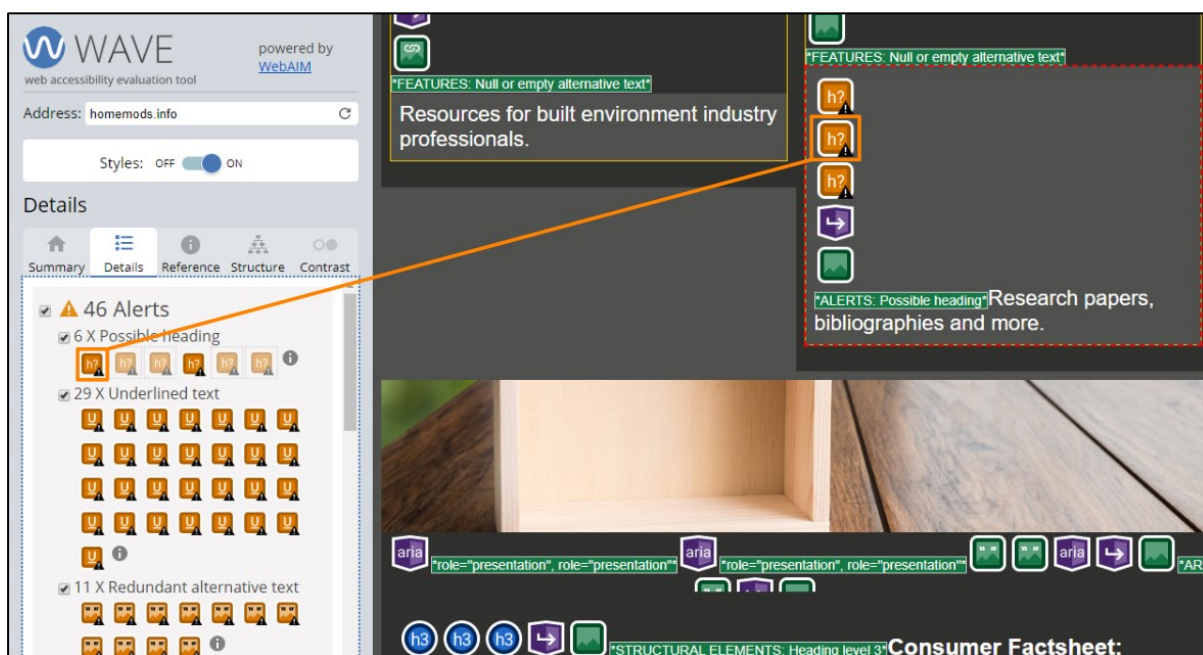 WAVE
web accessibility evaluation tool
powered by
WebAIM
Address: homemods.info
Styles: OFF ON
Details
Summary Details Reference Structure Contrast
46 Alerts
6 X Possible heading
h? h? h? h? h? h?
29 X Underlined text
U U U U U U U
U U U U U U U
U U U U U U U
U U U U U U U
U
11 X Redundant alternative text
*FEATURES: Null or empty alternative text*
Resources for built environment industry
professionals.
*FEATURES: Null or empty alternative text*
h?
h?
h?
*ALERTS: Possible heading*Research papers,
bibliographies and more.
aria *role="presentation", role="presentation"* aria *role="presentation", role="presentation"* aria *AR
h3 h3 h3 *STRUCTURAL ELEMENTS: Heading level 3*Consumer Factsheet: